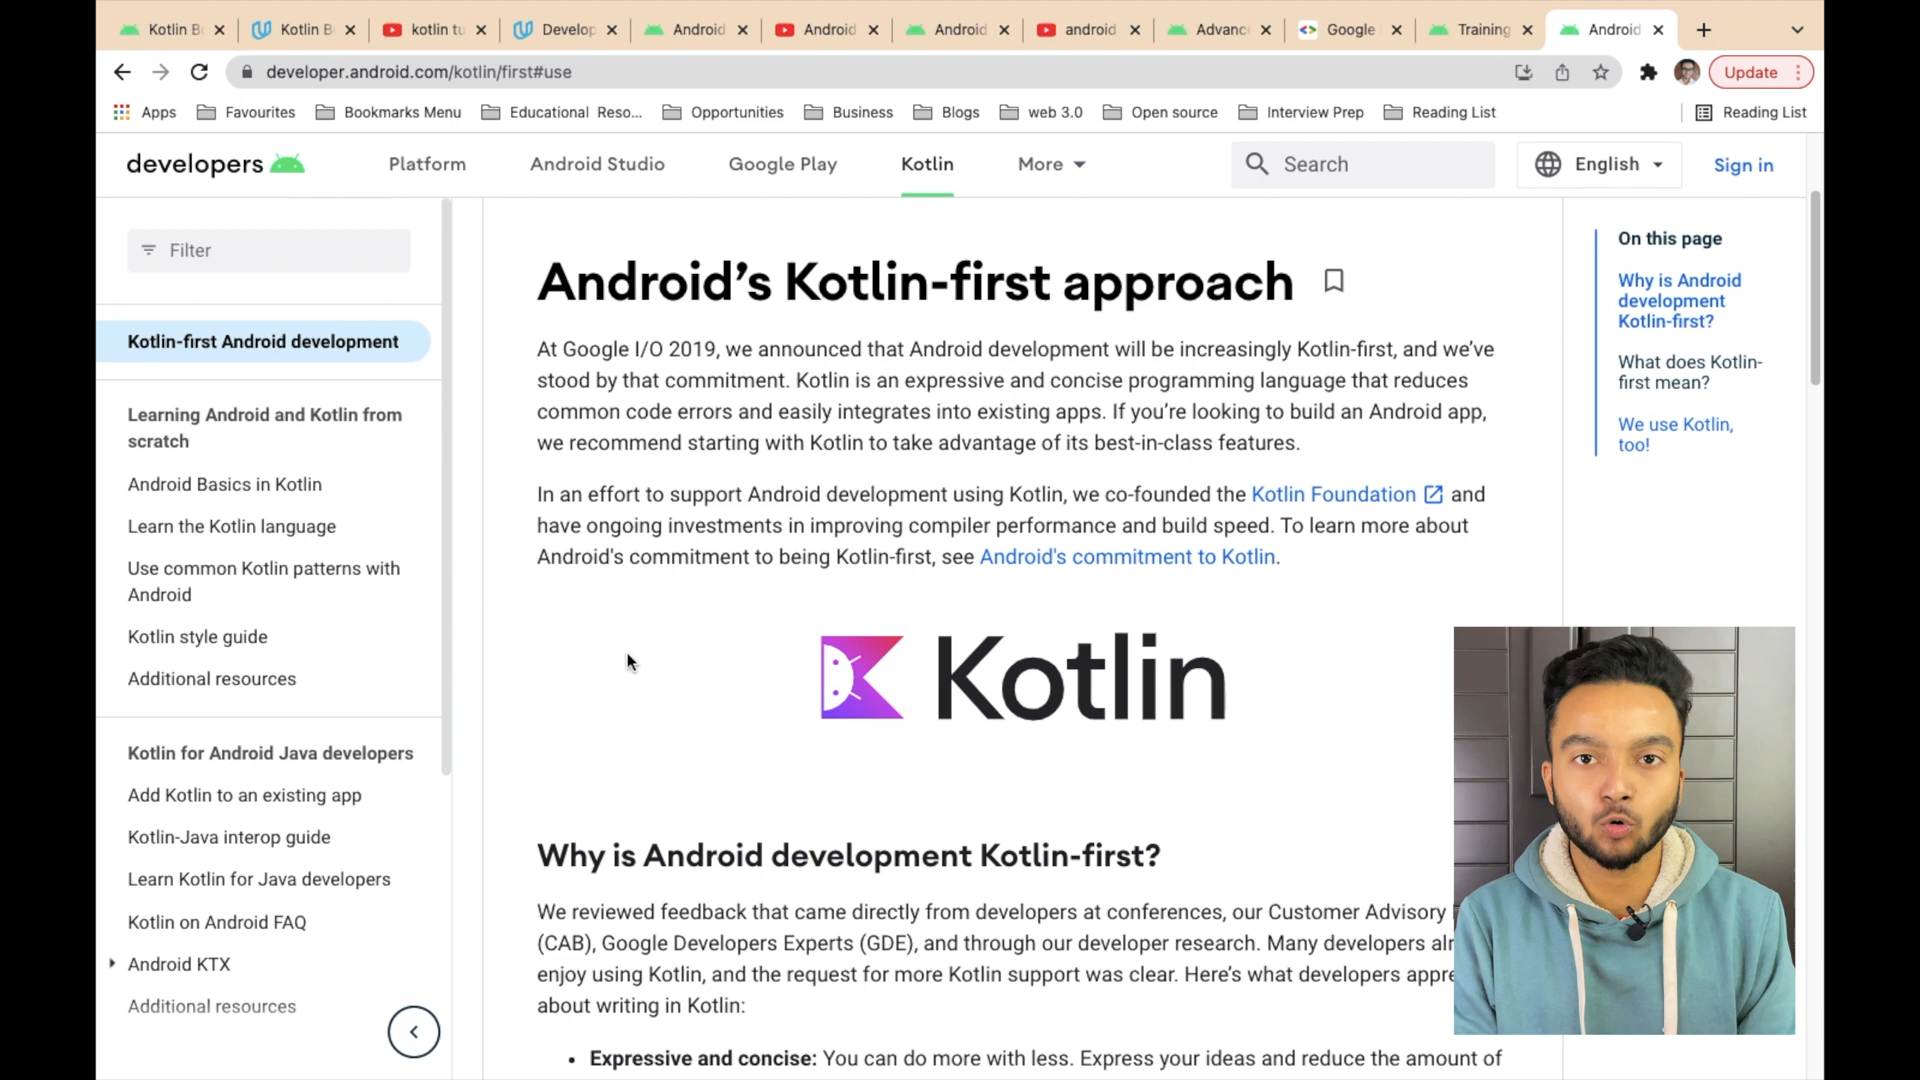 Kotlin B
Kotlin B
kotlin tu
Develop
Android
Android
Android
android
Advanc
Google
Training
Android
developer.android.com/kotlin/first#use
Update
Apps
Favourites
Bookmarks Menu
Educational Reso...
Opportunities
Business
Blogs
web 3.0
Open source
Interview Prep
Reading List
Reading List
developers
Platform
Android Studio
Google Play
Kotlin
More
Search
English
Sign in
Filter
Kotlin-first Android development
Learning Android and Kotlin from
scratch
Android Basics in Kotlin
Learn the Kotlin language
Use common Kotlin patterns with
Android
Kotlin style guide
Additional resources
Kotlin for Android Java developers
Add Kotlin to an existing app
Kotlin-Java interop guide
Learn Kotlin for Java developers
Kotlin on Android FAQ
Android KTX
Additional resources
Android’s Kotlin-first approach
At Google I/O 2019, we announced that Android development will be increasingly Kotlin-first, and we’ve
stood by that commitment. Kotlin is an expressive and concise programming language that reduces
common code errors and easily integrates into existing apps. If you’re looking to build an Android app,
we recommend starting with Kotlin to take advantage of its best-in-class features.
In an effort to support Android development using Kotlin, we co-founded the Kotlin Foundation and
have ongoing investments in improving compiler performance and build speed. To learn more about
Android's commitment to being Kotlin-first, see Android's commitment to Kotlin.
Kotlin
Why is Android development Kotlin-first?
We reviewed feedback that came directly from developers at conferences, our Customer Advisory
(CAB), Google Developers Experts (GDE), and through our developer research. Many developers alr
enjoy using Kotlin, and the request for more Kotlin support was clear. Here’s what developers appre
about writing in Kotlin:
• Expressive and concise: You can do more with less. Express your ideas and reduce the amount of
On this page
Why is Android
development
Kotlin-first?
What does Kotlin-
first mean?
We use Kotlin,
too!